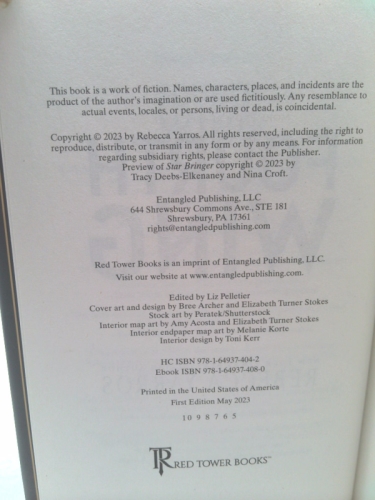 This book is a work of fiction. Names, characters, places, and incidents are the
product of the author's imagination or are used fictitiously. Any resemblance to
actual events, locales, or persons, living or dead, is coincidental.
Copyright © 2023 by Rebecca Yarros. All rights reserved, including the right to
reproduce, distribute, or transmit in any form or by any means. For information
regarding subsidiary rights, please contact the Publisher.
Preview of Star Bringer copyright © 2023 by
Tracy Deebs-Elkenaney and Nina Croft.
Entangled Publishing, LLC
644 Shrewsbury Commons Ave., STE 181
Shrewsbury, PA 17361
rights@entangledpublishing.com
Red Tower Books is an imprint of Entangled Publishing, LLC.
Visit our website at www.entangledpublishing.com.
Edited by Liz Pelletier
Cover art and design by Bree Archer and Elizabeth Turner Stokes
Stock art by Peratek/Shutterstock
Interior map art by Amy Acosta and Elizabeth Turner Stokes
Interior endpaper map art by Melanie Korte
Interior design by Toni Kerr
HC ISBN 978-1-64937-404-2
Ebook ISBN 978-1-64937-408-0
Printed in the United States of America
First Edition May 2023
10 9 8 7 6 5
RED TOWER BOOKS™